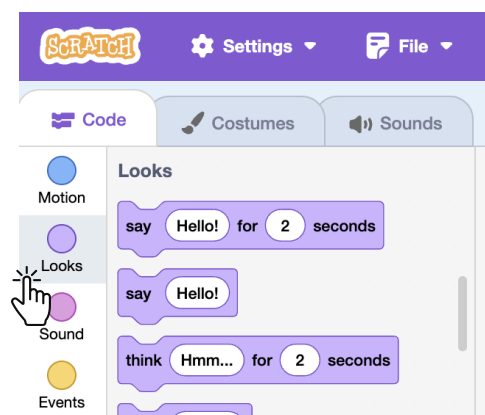 SCRATCH Settings File
Code Costumes Sounds
Motion
Looks
Sound
Events
Looks
say Hello! for 2 seconds
say Hello!
think Hmm... for 2 seconds